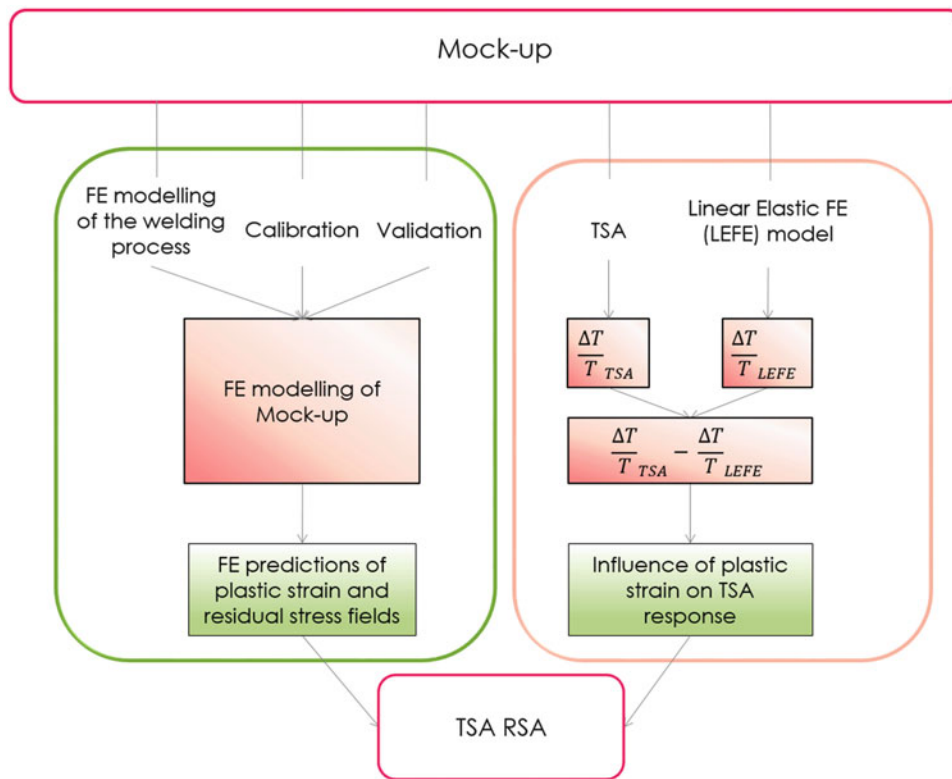 Mock-up
FE modelling
of the welding
process
Calibration
Validation
TSA
Linear Elastic FE
(LEFE) model
FE modelling of
Mock-up
ΔT
T TSA
ΔT
T LEFE
ΔT/T TSA − ΔT/T LEFE
FE predictions of
plastic strain and
residual stress fields
Influence of plastic
strain on TSA
response
TSA RSA